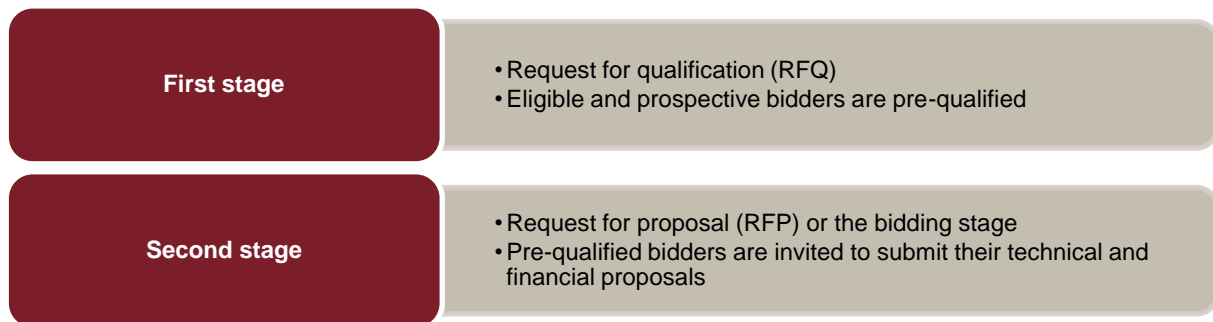 First stage
•Request for qualification (RFQ)
•Eligible and prospective bidders are pre-qualified
Second stage
•Request for proposal (RFP) or the bidding stage
•Pre-qualified bidders are invited to submit their technical and
financial proposals